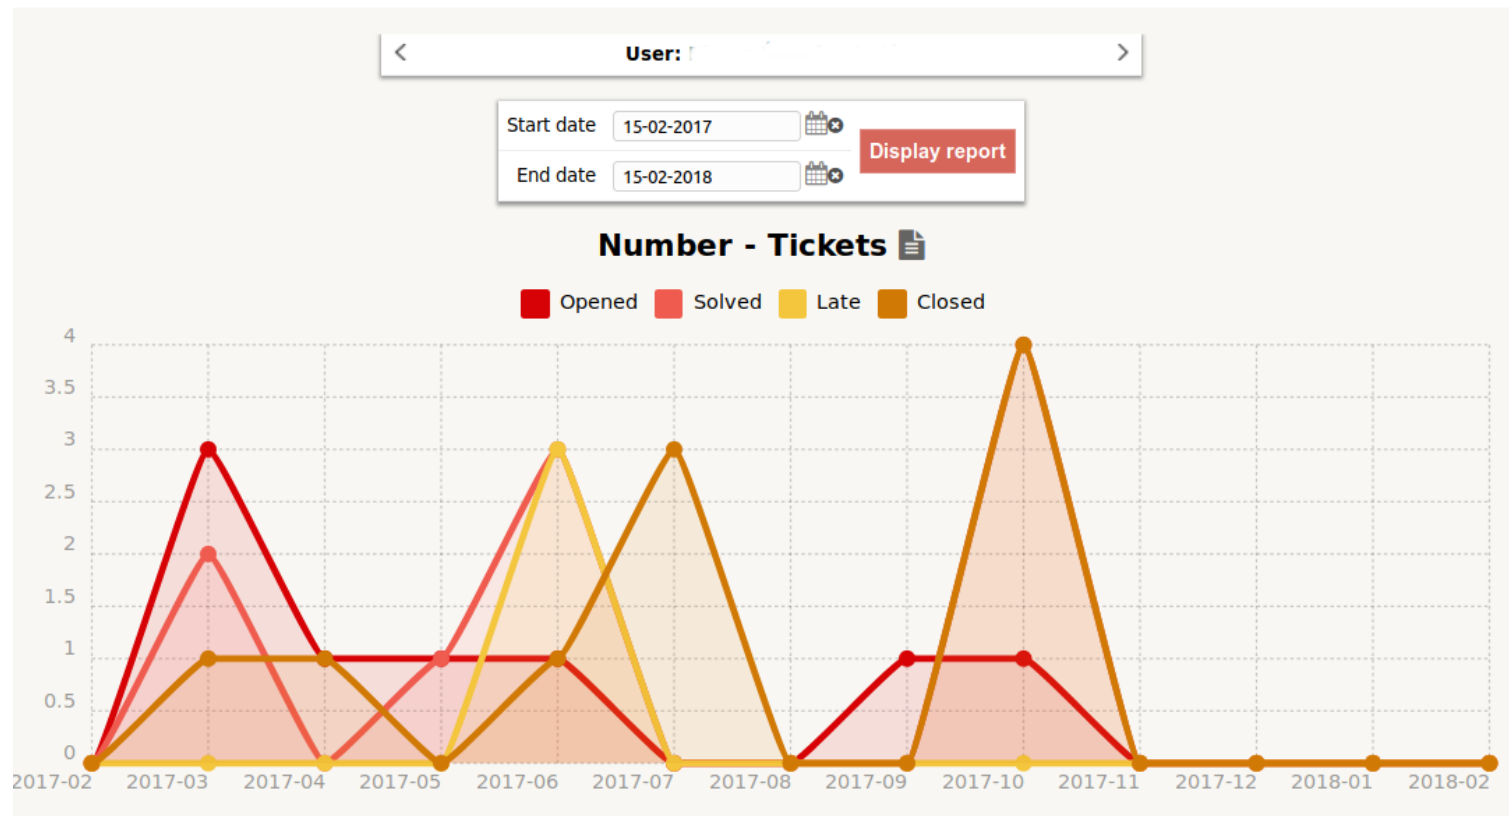 User:
Start date 15-02-2017
Display report
End date 15-02-2018
Number - Tickets
Opened Solved Late Closed
4
3.5
3
2.5
2
1.5
1
0.5
0
2017-02 2017-03 2017-04 2017-05 2017-06 2017-07 2017-08 2017-09 2017-10 2017-11 2017-12 2018-01 2018-02